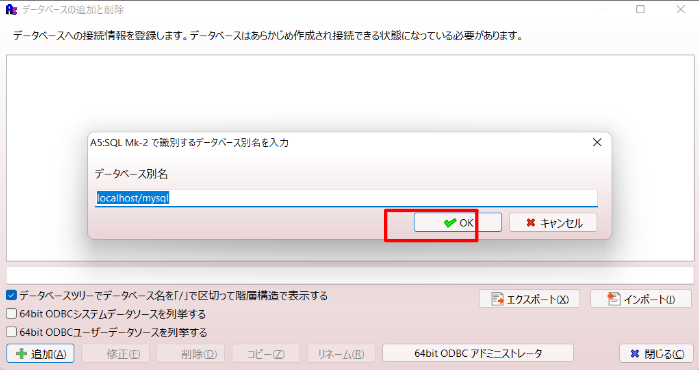 データベースの追加と削除
データベースへの接続情報を登録します。データベースはあらかじめ作成され接続できる状態になっている必要があります。
A5:SQL Mk-2 で識別するデータベース別名を入力
データベース別名
localhost/mysql
OK
キャンセル
データベースツリーでデータベース名を「/」で区切って階層構造で表示する
エクスポート(X)
インポート(I)
64bit ODBCシステムデータソースを列挙する
64bit ODBCユーザーデータソースを列挙する
追加(A)
修正(E)
削除(D)
コピー(Z)
リネーム(R)
64bit ODBC アドミニストレータ
閉じる(C)